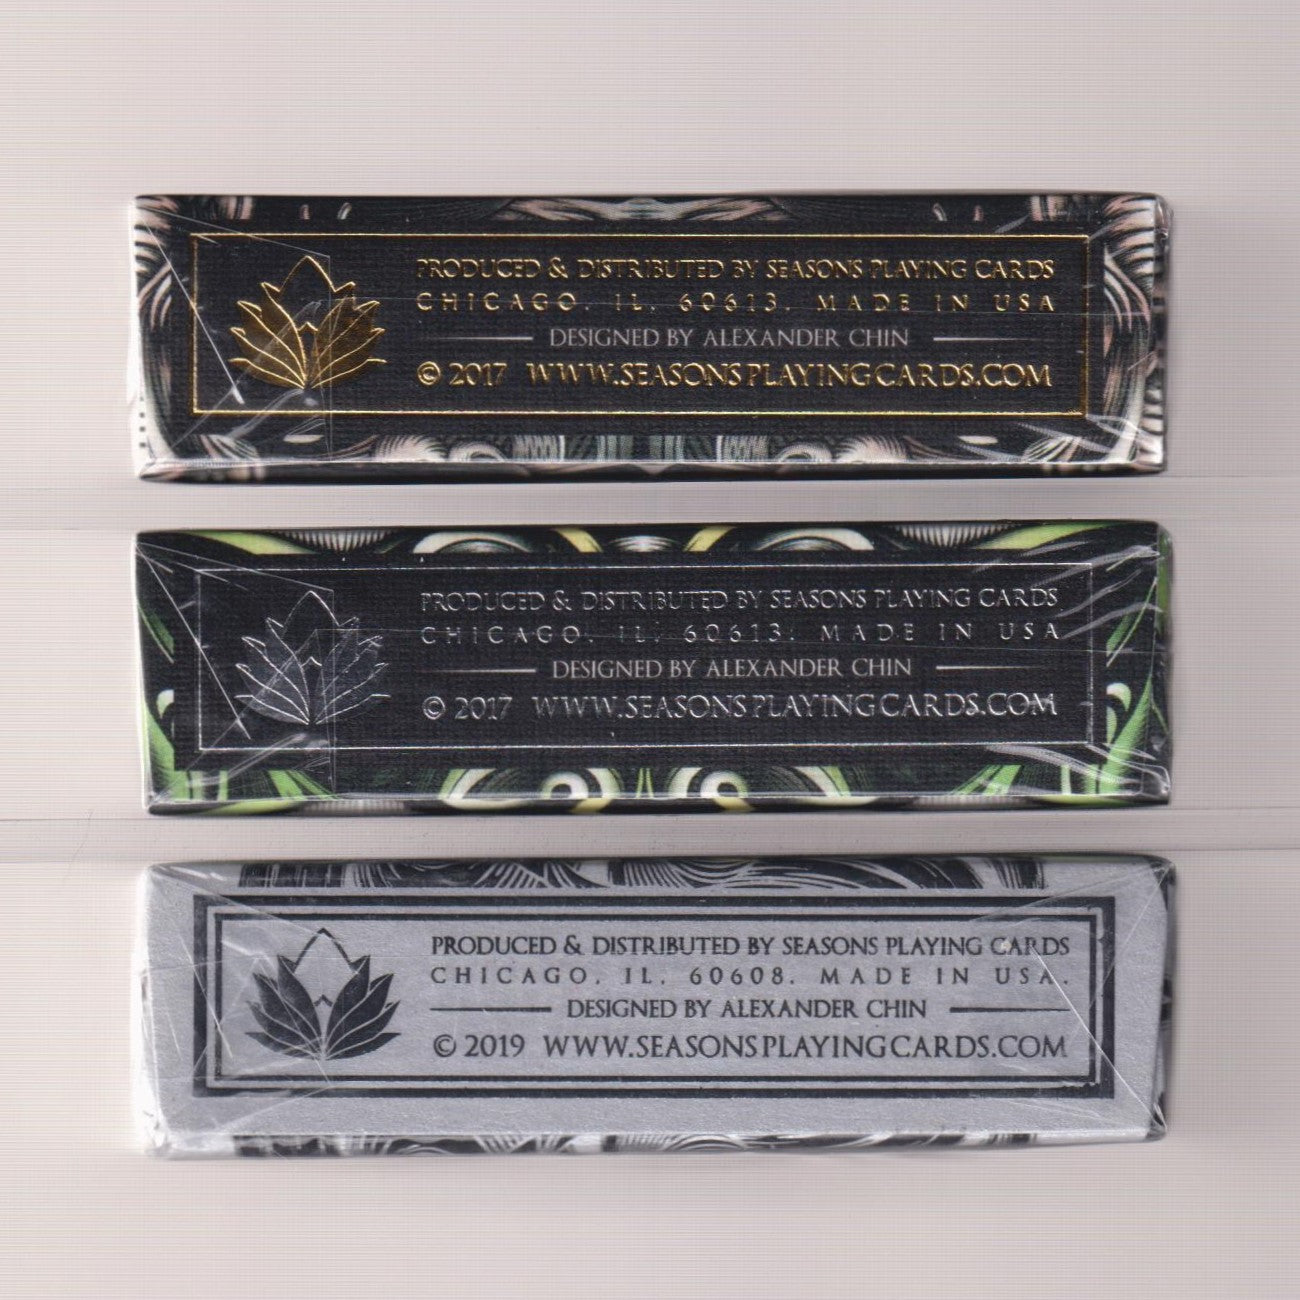 PRODUCED & DISTRIBUTED BY SEASONS PLAYING CARDS
CHICAGO, IL, 60613. MADE IN USA
DESIGNED BY ALEXANDER CHIN
© 2017 WWW.SEASONSPLAYINGCARDS.COM
PRODUCED & DISTRIBUTED BY SEASONS PLAYING CARDS
CHICAGO, IL, 60613. MADE IN USA
DESIGNED BY ALEXANDER CHIN
© 2017 WWW.SEASONSPLAYINGCARDS.COM
PRODUCED & DISTRIBUTED BY SEASONS PLAYING CARDS
CHICAGO, IL, 60608. MADE IN USA.
DESIGNED BY ALEXANDER CHIN
© 2019 WWW.SEASONSPLAYINGCARDS.COM